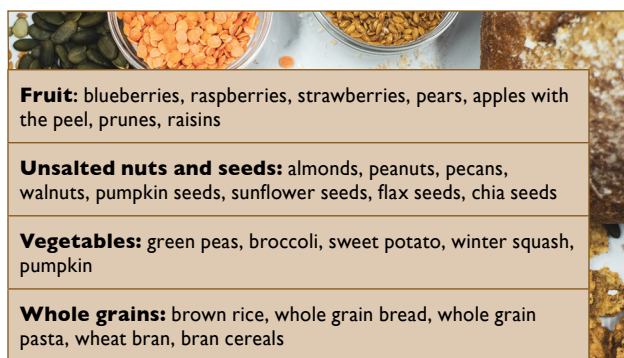 Fruit: blueberries, raspberries, strawberries, pears, apples with
the peel, prunes, raisins
Unsalted nuts and seeds: almonds, peanuts, pecans,
walnuts, pumpkin seeds, sunflower seeds, flax seeds, chia seeds
Vegetables: green peas, broccoli, sweet potato, winter squash,
pumpkin
Whole grains: brown rice, whole grain bread, whole grain
pasta, wheat bran, bran cereals